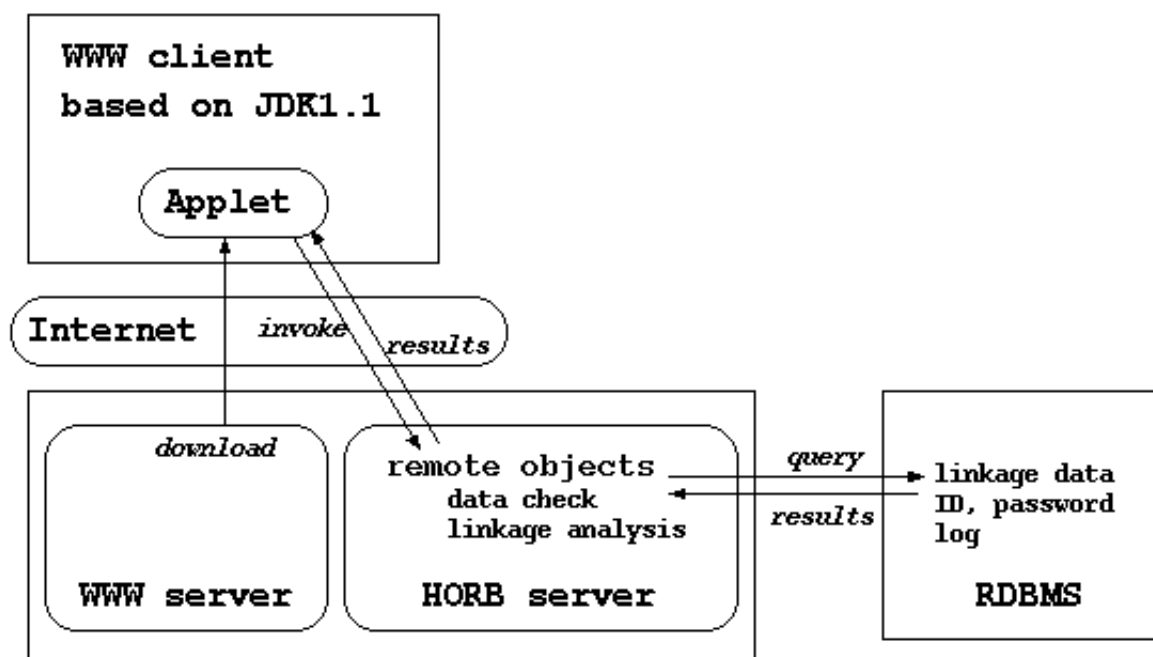 WWW client
based on JDK1.1
Applet
Internet
invoke
results
download
remote objects
data check
linkage analysis
query
results
linkage data
ID, password
log
WWW server
HORB server
RDBMS